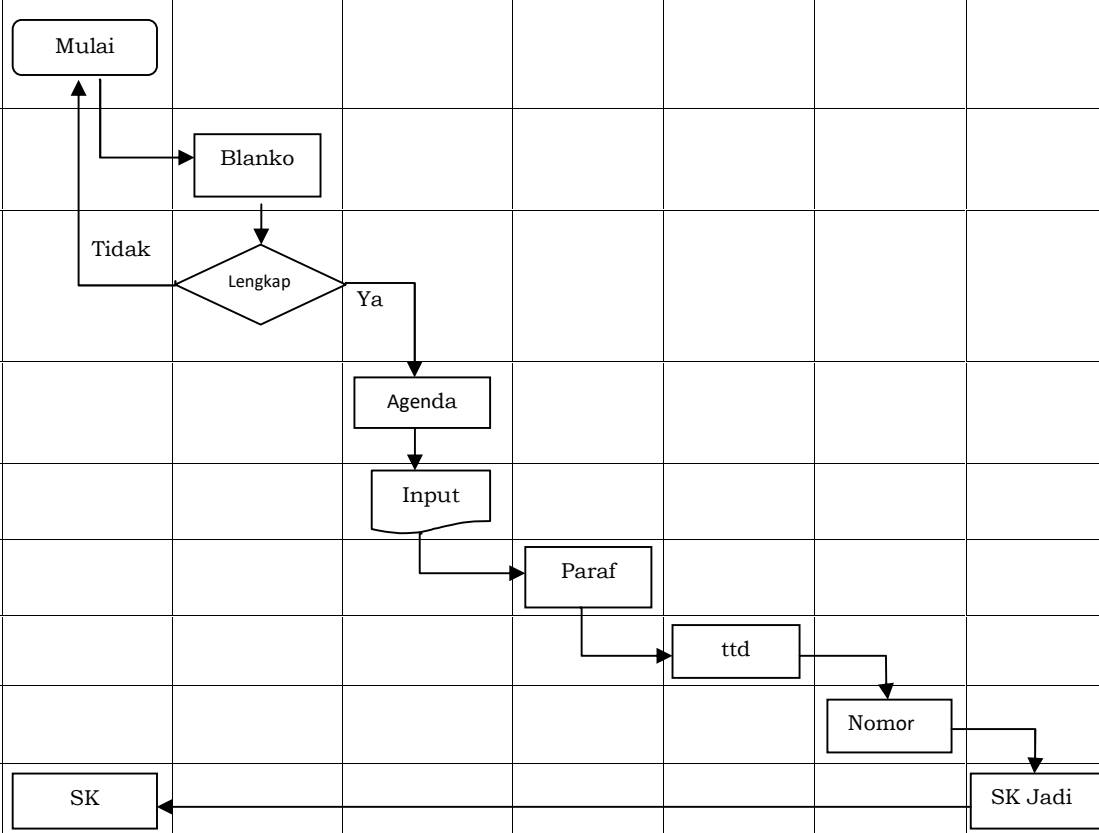 Mulai
Blanko
Tidak
Lengkap
Ya
Agenda
Input
Paraf
ttd
Nomor
SK
SK Jadi